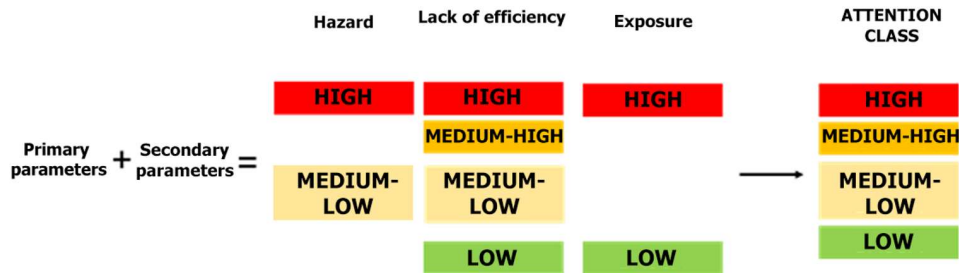 Hazard
Lack of efficiency
Exposure
ATTENTION
CLASS
HIGH
HIGH
HIGH
HIGH
MEDIUM-HIGH
MEDIUM-HIGH
Primary
parameters
+
Secondary
parameters
=
MEDIUM-
LOW
MEDIUM-
LOW
MEDIUM-
LOW
LOW
LOW
LOW